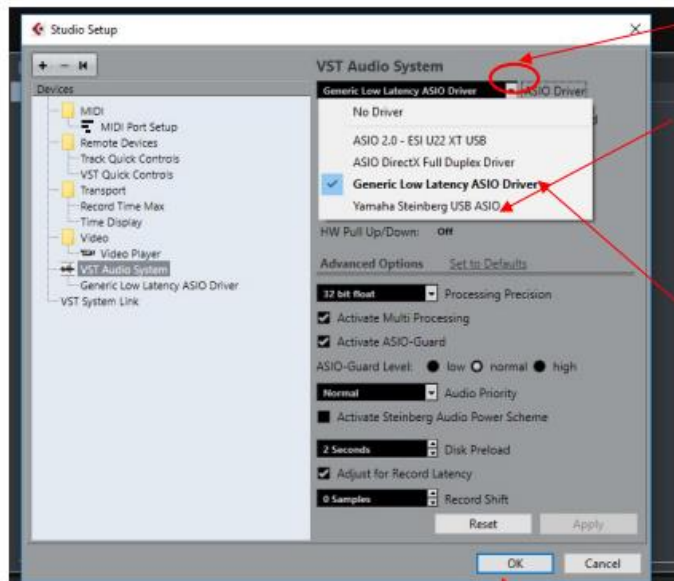 Studio Setup
Devices
MIDI
MIDI Port Setup
Remote Devices
Track Quick Controls
VST Quick Controls
Transport
Record Time Max
Time Display
Video
Video Player
VST Audio System
Generic Low Latency ASIO Driver
VST System Link
VST Audio System
Generic Low Latency ASIO Driver ASIO Driver
No Driver
ASIO 2.0 - ESI U22 XT USB
ASIO DirectX Full Duplex Driver
Generic Low Latency ASIO Driver
Yamaha Steinberg USB ASIO
HW Pull Up/Down: Off
Advanced Options Set to Defaults
32 bit float Processing Precision
Activate Multi Processing
Activate ASIO-Guard
ASIO-Guard Level: low normal high
Normal Audio Priority
Activate Steinberg Audio Power Scheme
2 Seconds Disk Preload
Adjust for Record Latency
0 Samples Record Shift
Reset Apply
OK Cancel